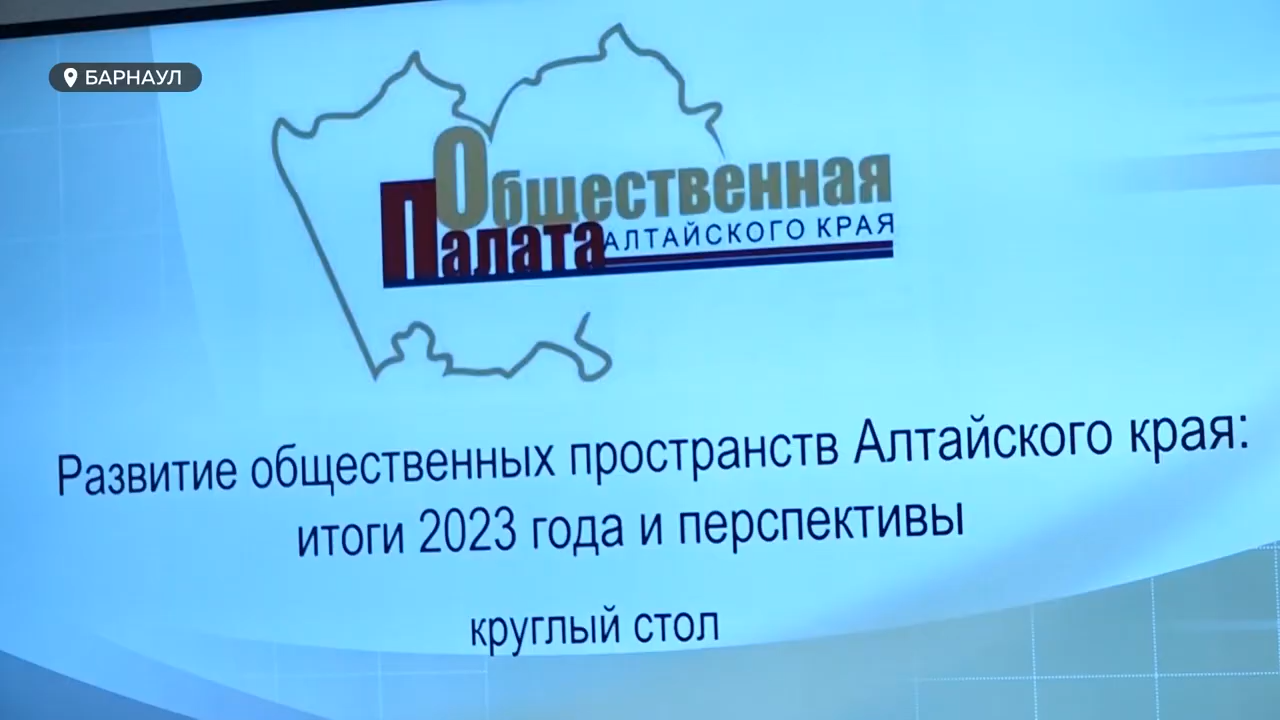 БАРНАУЛ
Общественная
Палата АЛТАЙСКОГО КРАЯ
Развитие общественных пространств Алтайского края:
итоги 2023 года и перспективы
круглый стол